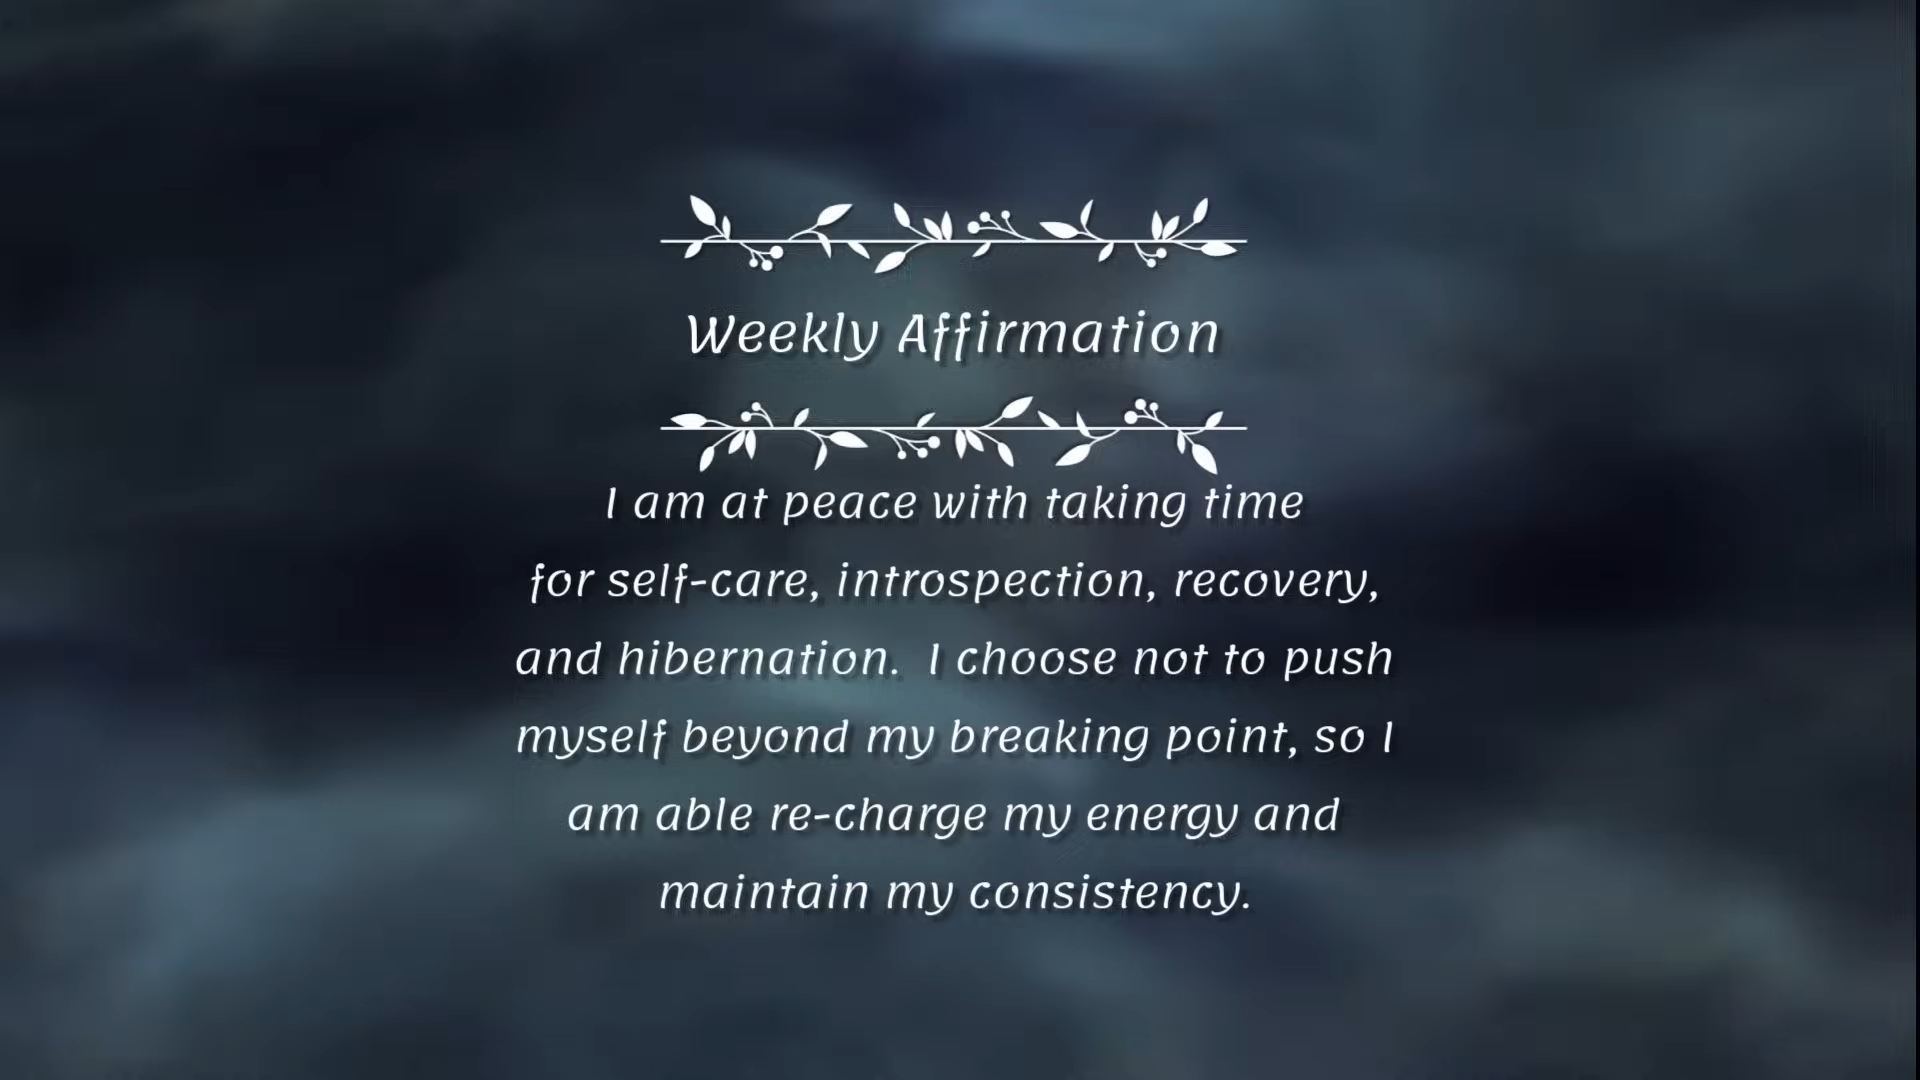 Weekly Affirmation
I am at peace with taking time
for self-care, introspection, recovery,
and hibernation.  I choose not to push
myself beyond my breaking point, so I
am able re-charge my energy and
maintain my consistency.